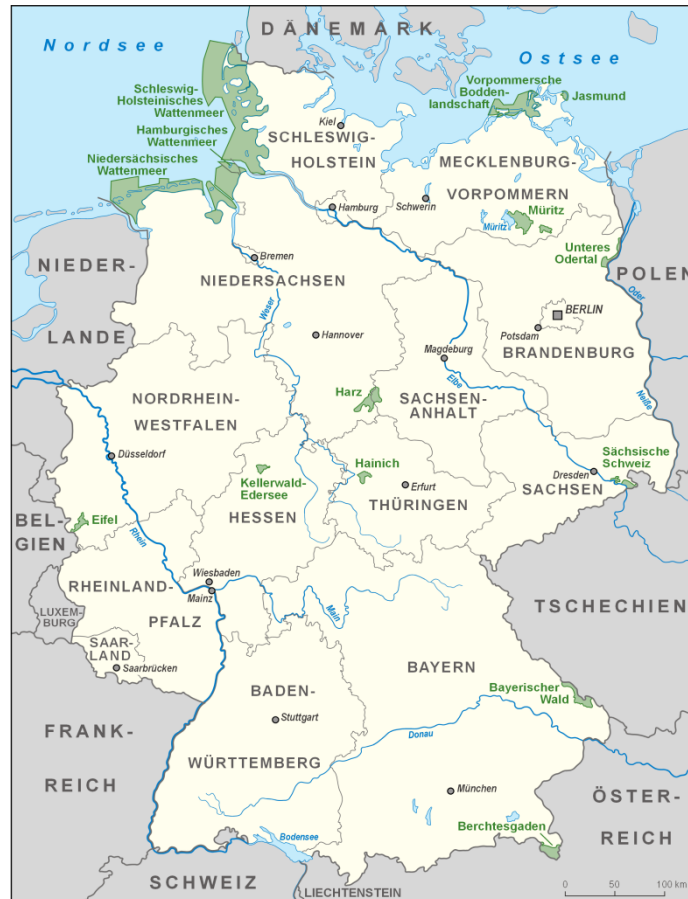 DÄNEMARK
Nordsee
Ostsee
Schleswig-
Holsteinisches
Wattenmeer
Hamburgisches
Wattenmeer
Niedersächsisches
Wattenmeer
Vorpommersche
Bodden-
landschaft
Jasmund
Kiel
SCHLESWIG-
HOLSTEIN
MECKLENBURG-
VORPOMMERN
Hamburg
Schwerin
Müritz
Müritz
Unteres
Odertal
NIEDER-
LANDE
POLEN
Bremen
NIEDERSACHSEN
Weser
Hannover
Oder
BERLIN
Potsdam
BRANDENBURG
Magdeburg
Elbe
Neiße
Harz
SACHSEN-
ANHALT
NORDRHEIN-
WESTFALEN
Düsseldorf
Kellerwald-
Edersee
HESSEN
Hainich
Erfurt
THÜRINGEN
Dresden
SACHSEN
Sächsische
Schweiz
BEL-
GIEN
Eifel
Rhein
Wiesbaden
Mainz
RHEINLAND-
PFALZ
LUXEM-
BURG
Main
TSCHECHIEN
SAAR-
LAND
Saarbrücken
BAYERN
Bayerischer
Wald
BADEN-
WÜRTTEMBERG
Stuttgart
FRANK-
REICH
Donau
München
ÖSTER-
REICH
Berchtesgaden
Bodensee
SCHWEIZ
LIECHTENSTEIN
0 50 100 km